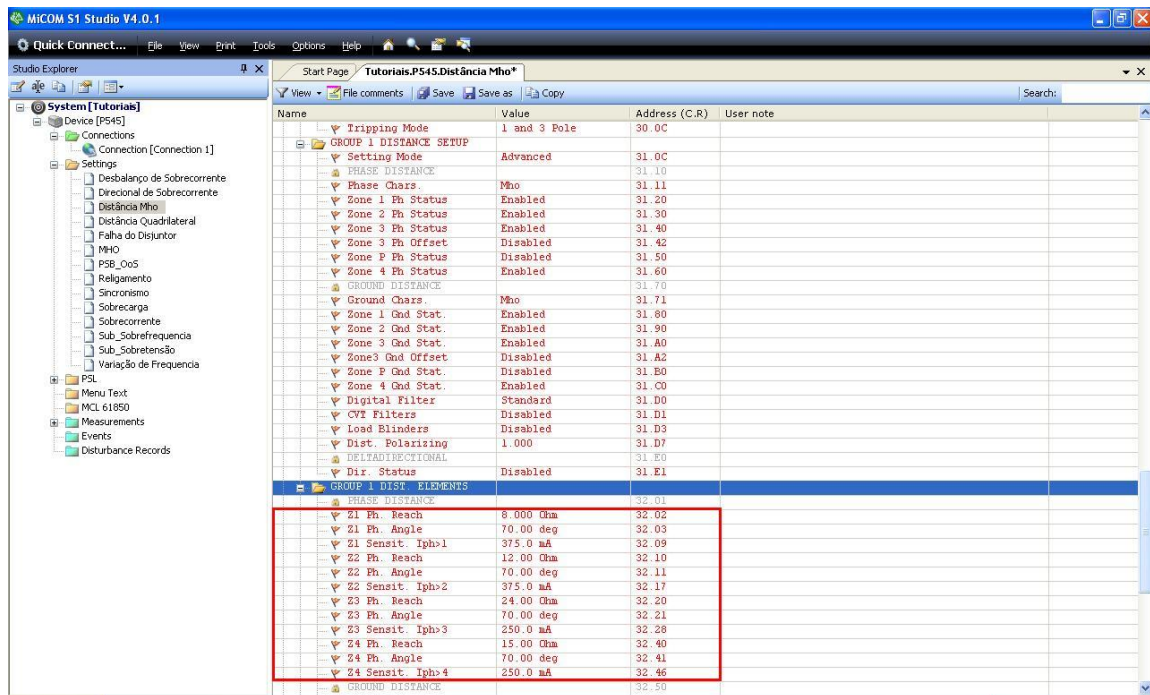 MiCOM S1 Studio V4.0.1
Quick Connect... File View Print Tools Options Help
Studio Explorer
Start Page Tutoriais.P545.Distância Mho*
View File comments Save Save as Copy Search:
System [Tutoriais]
Device [P545]
Connections
Connection [Connection 1]
Settings
Desbalanço de Sobrecorrente
Direcional de Sobrecorrente
Distância Mho
Distância Quadrilateral
Falha do Disjuntor
MHO
PSB_OoS
Religamento
Sincronismo
Sobrecarga
Sobrecorrente
Sub_Sobrefrequencia
Sub_Sobretensão
Variação de Frequencia
PSL
Menu Text
MCL 61850
Measurements
Events
Disturbance Records
Name Value Address (C.R) User note
Tripping Mode 1 and 3 Pole 30.0C
GROUP 1 DISTANCE SETUP
Setting Mode Advanced 31.0C
PHASE DISTANCE 31.10
Phase Chars. Mho 31.11
Zone 1 Ph Status Enabled 31.20
Zone 2 Ph Status Enabled 31.30
Zone 3 Ph Status Enabled 31.40
Zone 3 Ph Offset Disabled 31.42
Zone P Ph Status Disabled 31.50
Zone 4 Ph Status Enabled 31.60
GROUND DISTANCE 31.70
Ground Chars. Mho 31.71
Zone 1 Gnd Stat. Enabled 31.80
Zone 2 Gnd Stat. Enabled 31.90
Zone 3 Gnd Stat. Enabled 31.A0
Zone3 Gnd Offset Disabled 31.A2
Zone P Gnd Stat. Disabled 31.B0
Zone 4 Gnd Stat. Enabled 31.C0
Digital Filter Standard 31.D0
CVT Filters Disabled 31.D1
Load Blinders Disabled 31.D3
Dist. Polarizing 1.000 31.D7
DELTADIRECTIONAL 31.E0
Dir. Status Disabled 31.E1
GROUP 1 DIST. ELEMENTS
PHASE DISTANCE 32.01
Z1 Ph. Reach 8.000 Ohm 32.02
Z1 Ph. Angle 70.00 deg 32.03
Z1 Sensit. Iph>1 375.0 mA 32.09
Z2 Ph. Reach 12.00 Ohm 32.10
Z2 Ph. Angle 70.00 deg 32.11
Z2 Sensit. Iph>2 375.0 mA 32.17
Z3 Ph. Reach 24.00 Ohm 32.20
Z3 Ph. Angle 70.00 deg 32.21
Z3 Sensit. Iph>3 250.0 mA 32.28
Z4 Ph. Reach 15.00 Ohm 32.40
Z4 Ph. Angle 70.00 deg 32.41
Z4 Sensit. Iph>4 250.0 mA 32.46
GROUND DISTANCE 32.50